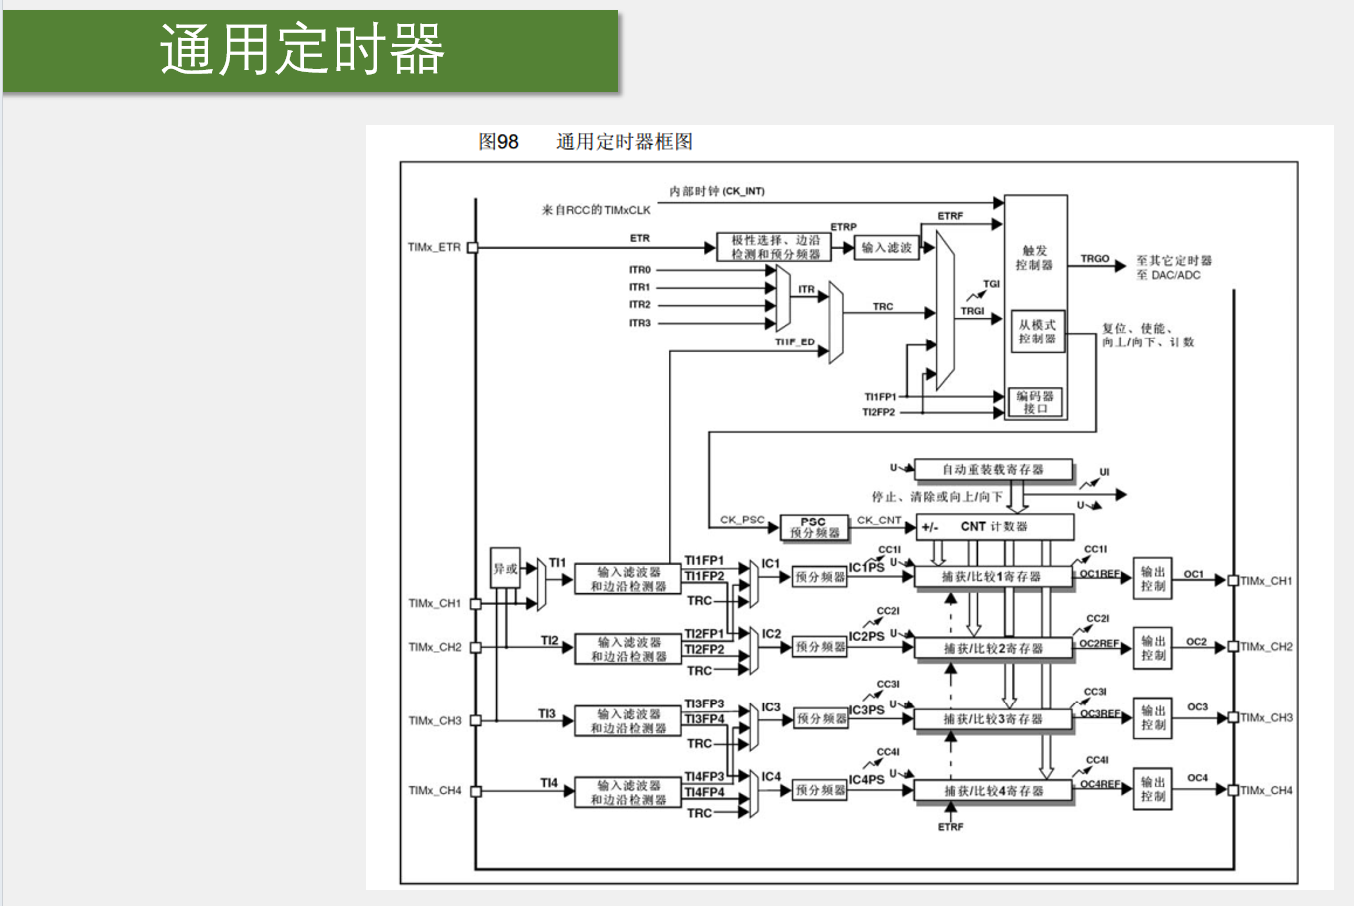 通用定时器
图98 通用定时器框图
内部时钟 (CK_INT)
来自RCC的TIMxCLK
ETRF
TIMx_ETR
ETR
极性选择、边沿
检测和预分频器
ETRP
输入滤波
触发
控制器
TRGO
至其它定时器
至 DAC/ADC
ITR0
ITR1
ITR2
ITR3
ITR
TRC
TGI
TRGI
从模式
控制器
复位、使能、
向上/向下、计数
TI1F_ED
TI1FP1
TI2FP2
编码器
接口
U
自动重装载寄存器
UI
停止、清除或向上/向下
U
CK_PSC
PSC
预分频器
CK_CNT
+/-
CNT 计数器
异或
TI1
输入滤波器
和边沿检测器
TI1FP1
TI1FP2
TRC
IC1
预分频器
IC1PS
CC1I
U
捕获/比较1寄存器
CC1I
OC1REF
输出
控制
OC1
TIMx_CH1
TIMx_CH1
TIMx_CH2
TI2
输入滤波器
和边沿检测器
TI2FP1
TI2FP2
TRC
IC2
预分频器
IC2PS
CC2I
U
捕获/比较2寄存器
CC2I
OC2REF
输出
控制
OC2
TIMx_CH2
TIMx_CH3
TI3
输入滤波器
和边沿检测器
TI3FP3
TI3FP4
TRC
IC3
预分频器
IC3PS
CC3I
U
捕获/比较3寄存器
CC3I
OC3REF
输出
控制
OC3
TIMx_CH3
TIMx_CH4
TI4
输入滤波器
和边沿检测器
TI4FP3
TI4FP4
TRC
IC4
预分频器
IC4PS
CC4I
U
捕获/比较4寄存器
CC4I
OC4REF
输出
控制
OC4
TIMx_CH4
ETRF